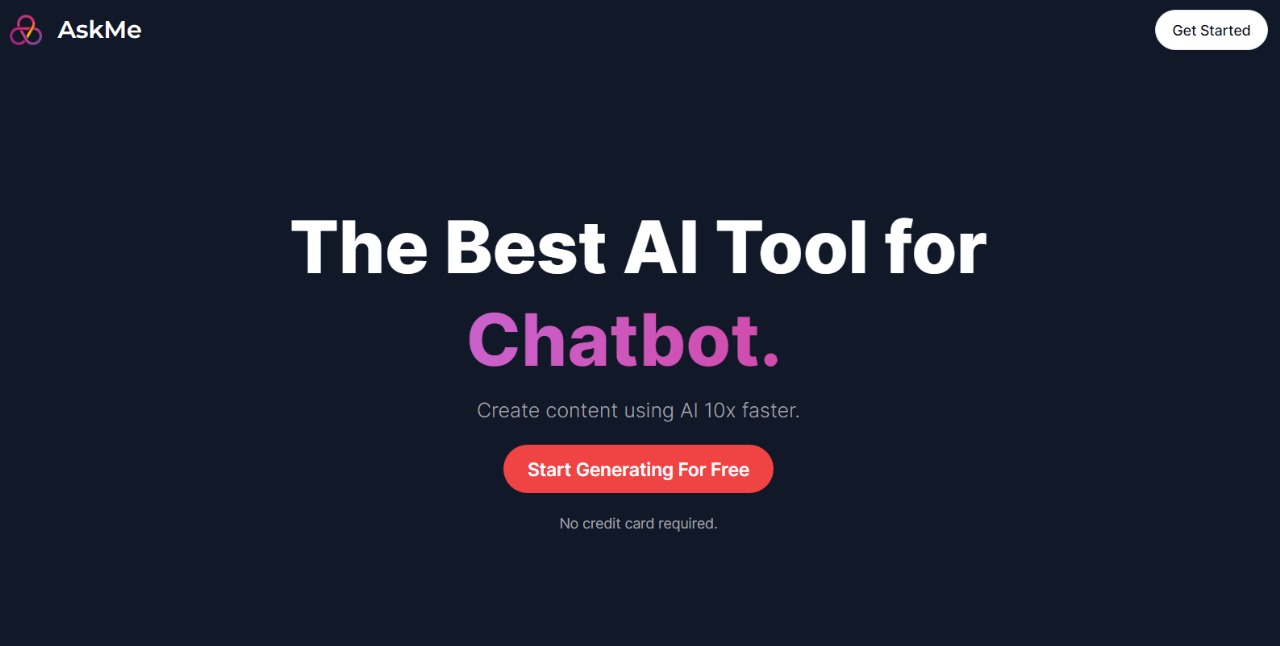 AskMe
Get Started
The Best AI Tool for
Chatbot.
Create content using AI 10x faster.
Start Generating For Free
No credit card required.